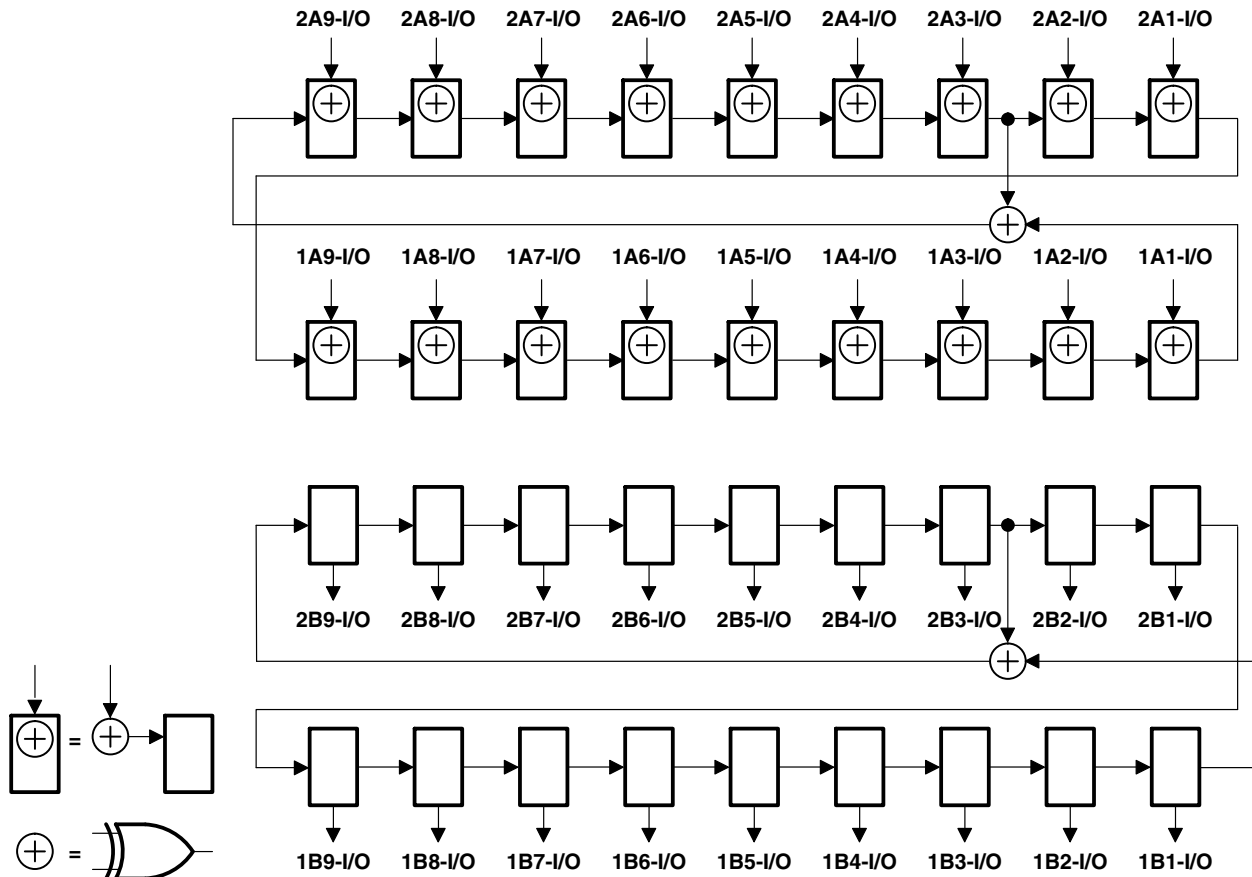 2A9-I/O 2A8-I/O 2A7-I/O 2A6-I/O 2A5-I/O 2A4-I/O 2A3-I/O 2A2-I/O 2A1-I/O
1A9-I/O 1A8-I/O 1A7-I/O 1A6-I/O 1A5-I/O 1A4-I/O 1A3-I/O 1A2-I/O 1A1-I/O
2B9-I/O 2B8-I/O 2B7-I/O 2B6-I/O 2B5-I/O 2B4-I/O 2B3-I/O 2B2-I/O 2B1-I/O
=
=
1B9-I/O 1B8-I/O 1B7-I/O 1B6-I/O 1B5-I/O 1B4-I/O 1B3-I/O 1B2-I/O 1B1-I/O